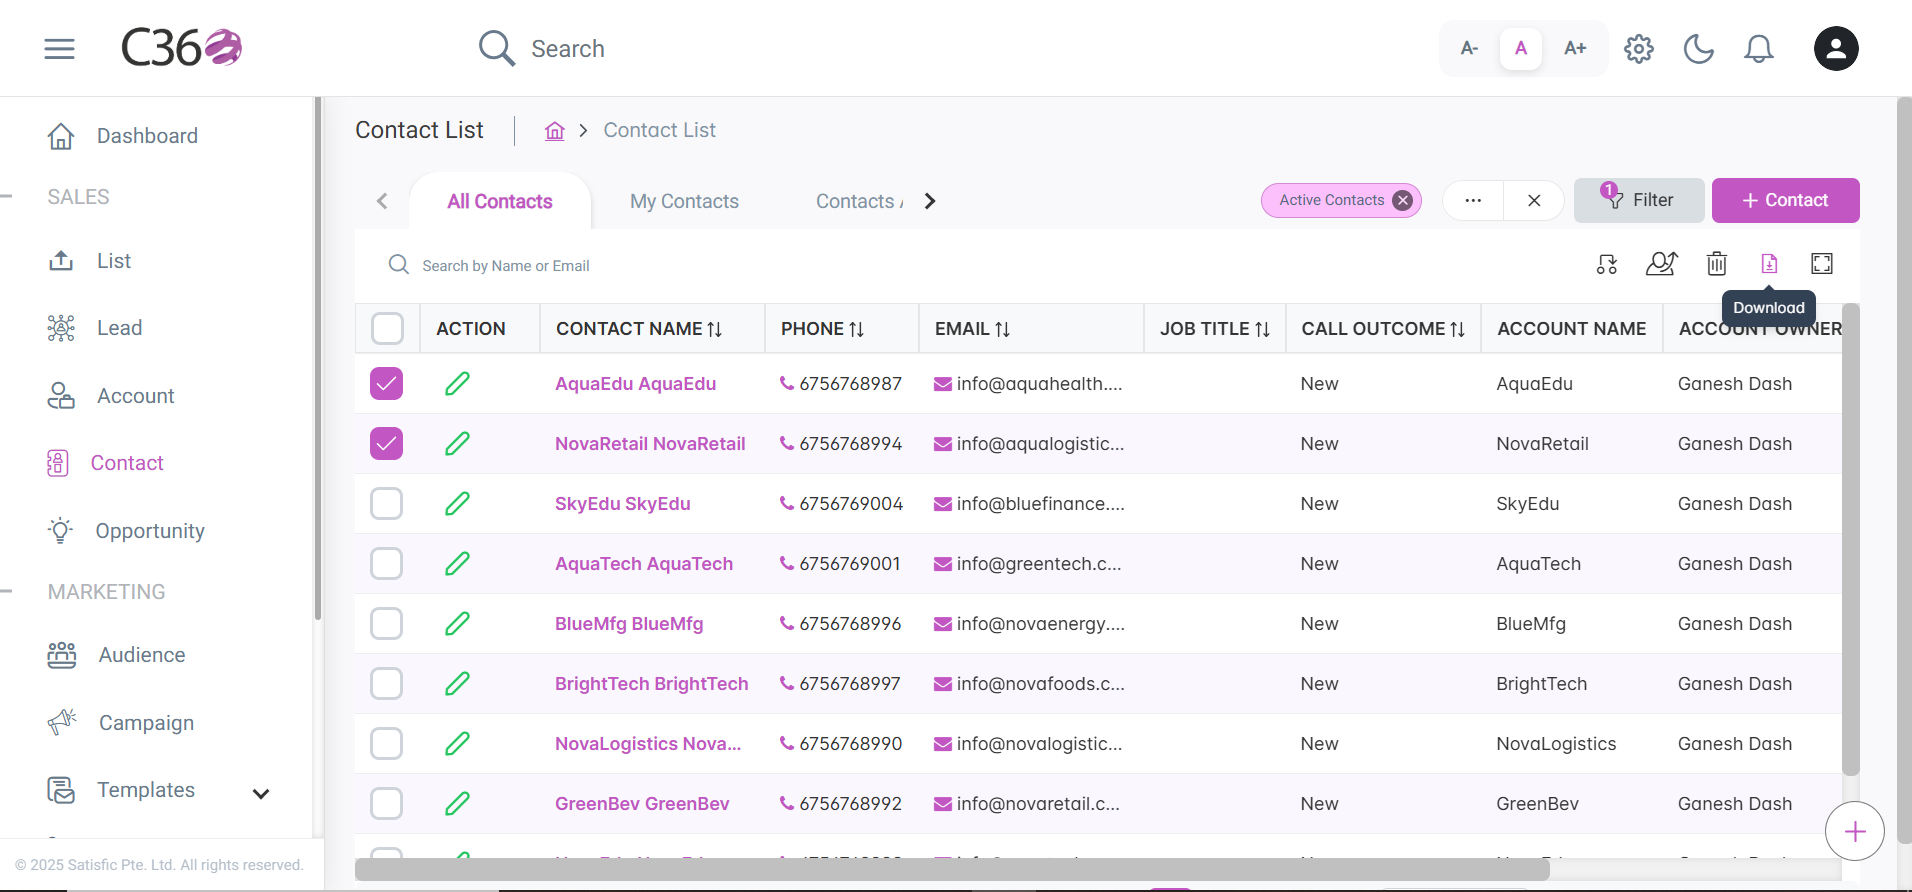 C360
Search
A- A A+
Dashboard
SALES
List
Lead
Account
Contact
Opportunity
MARKETING
Audience
Campaign
Templates
© 2025 Satisfic Pte. Ltd. All rights reserved.
Contact List
Contact List
All Contacts My Contacts Contacts
Active Contacts
1 Filter
+ Contact
Search by Name or Email
Download
ACTION CONTACT NAME PHONE EMAIL JOB TITLE CALL OUTCOME ACCOUNT NAME ACCOUNT OWNER
AquaEdu AquaEdu 6756768987 info@aquahealth.... New AquaEdu Ganesh Dash
NovaRetail NovaRetail 6756768994 info@aqualogistic... New NovaRetail Ganesh Dash
SkyEdu SkyEdu 6756769004 info@bluefinance.... New SkyEdu Ganesh Dash
AquaTech AquaTech 6756769001 info@greentech.c... New AquaTech Ganesh Dash
BlueMfg BlueMfg 6756768996 info@novaenergy.... New BlueMfg Ganesh Dash
BrightTech BrightTech 6756768997 info@novafoods.c... New BrightTech Ganesh Dash
NovaLogistics Nova... 6756768990 info@novalogistic... New NovaLogistics Ganesh Dash
GreenBev GreenBev 6756768992 info@novaretail.c... New GreenBev Ganesh Dash